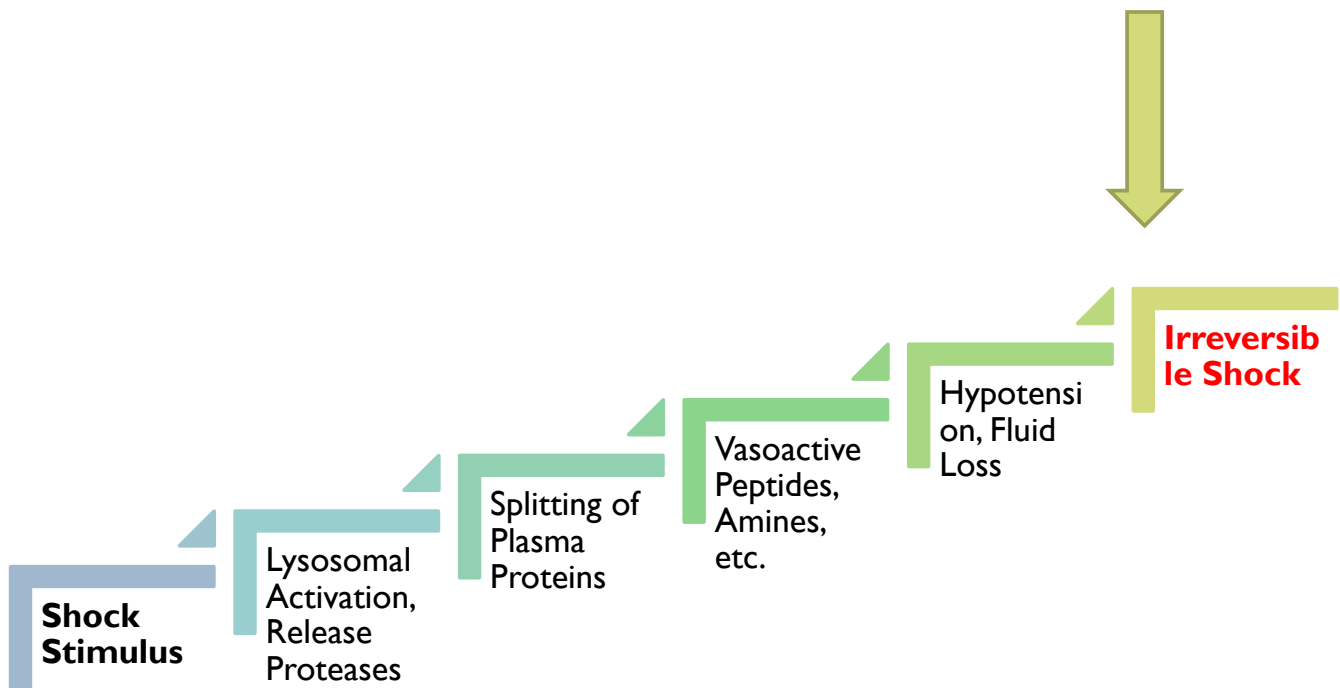 Shock
Stimulus
Lysosomal
Activation,
Release
Proteases
Splitting of
Plasma
Proteins
Vasoactive
Peptides,
Amines,
etc.
Hypotensi
on, Fluid
Loss
Irreversib
le Shock